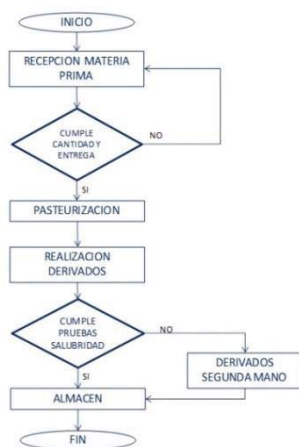 INICIO
RECEPCION MATERIA
PRIMA
CUMPLE
CANTIDAD Y
ENTREGA
NO
SI
PASTEURIZACION
REALIZACION
DERIVADOS
CUMPLE
PRUEBAS
SALUBRIDAD
NO
SI
DERIVADOS
SEGUNDA MANO
ALMACEN
FIN